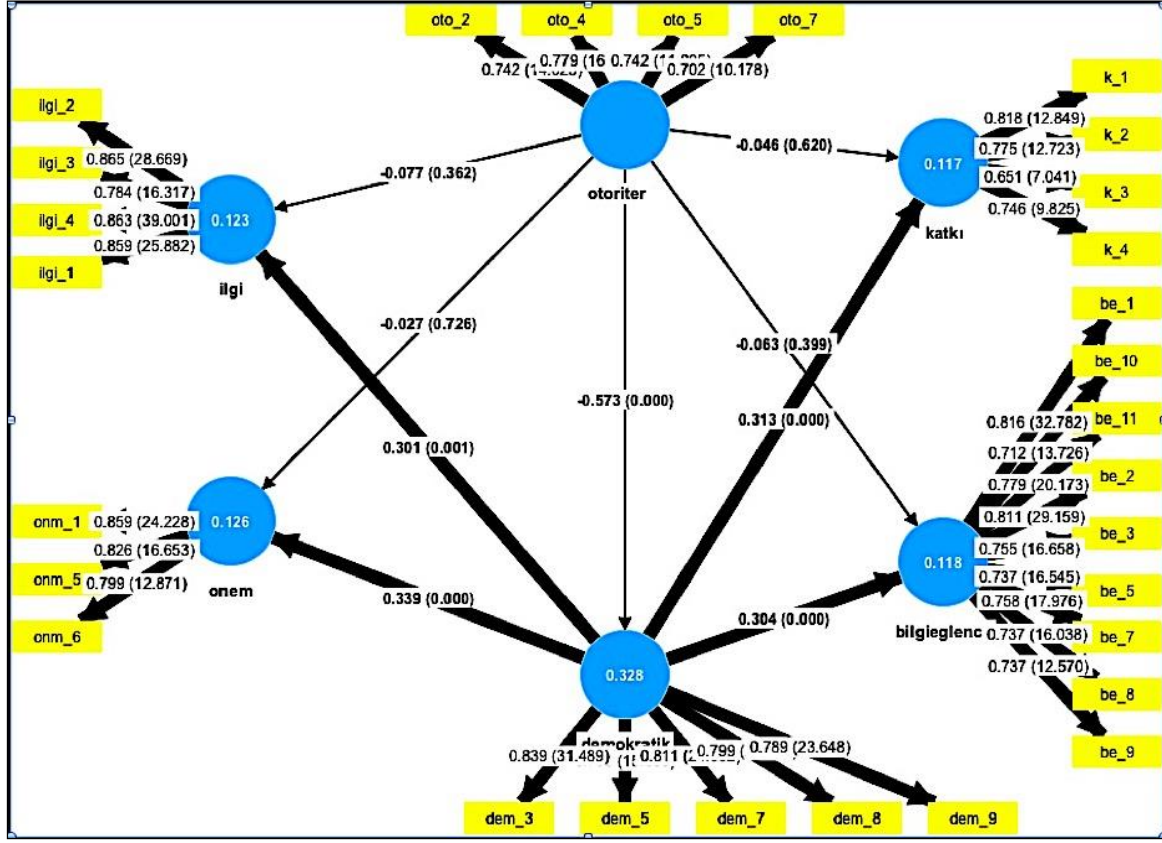 oto_2
oto_4
oto_5
oto_7
0.779 (16
0.742
0.742
0.702 (10.178)
otoriter
ilgi_2
ilgi_3
ilgi_4
ilgi_1
0.865 (28.669)
0.784 (16.317)
0.863 (39.001)
0.859 (25.882)
0.123
ilgi
-0.077 (0.362)
-0.046 (0.620)
0.117
katkı
0.818 (12.849)
0.775 (12.723)
0.651 (7.041)
0.746 (9.825)
k_1
k_2
k_3
k_4
-0.027 (0.726)
-0.063 (0.399)
-0.573 (0.000)
0.301 (0.001)
0.313 (0.000)
onm_1
onm_5
onm_6
0.859 (24.228)
0.826 (16.653)
0.799 (12.871)
0.126
onem
0.339 (0.000)
0.304 (0.000)
0.118
bilgieglenc
0.816 (32.782)
0.712 (13.726)
0.779 (20.173)
0.811 (29.159)
0.755 (16.658)
0.737 (16.545)
0.758 (17.976)
0.737 (16.038)
0.737 (12.570)
be_1
be_10
be_11
be_2
be_3
be_5
be_7
be_8
be_9
0.328
demokratik
0.839 (31.489)
(15
0.811
0.799 (
0.789 (23.648)
dem_3
dem_5
dem_7
dem_8
dem_9